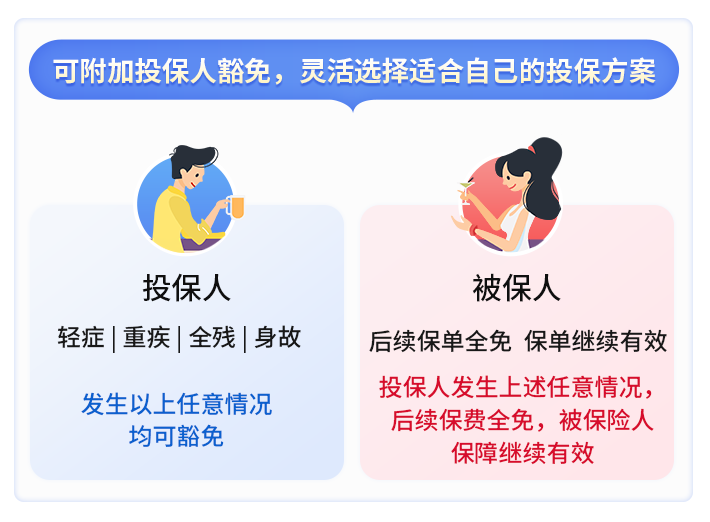 可附加投保人豁免，灵活选择适合自己的投保方案
投保人
轻症 | 重疾 | 全残 | 身故
发生以上任意情况
均可豁免
被保人
后续保单全免 保单继续有效
投保人发生上述任意情况，
后续保费全免，被保险人
保障继续有效